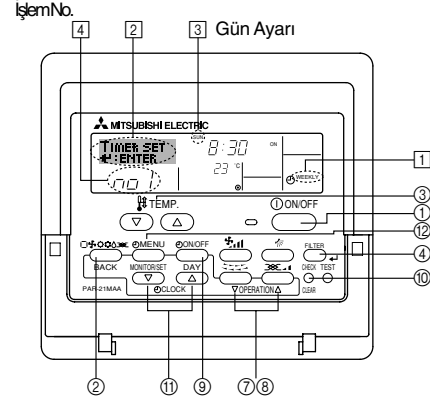 İşlem No.
4 2 3 Gün Ayarı
MITSUBISHI ELECTRIC
TIMER SET SUN 8:30 ON
↵:ENTER
23 °C
1
WEEKLY
no 1
TEMP. ON/OFF
3
1
12
MENU ON/OFF FILTER
4
BACK MONITOR/SET DAY CHECK TEST
PAR-21MAA CLOCK OPERATION CLEAR
10
2 11 9 7 8